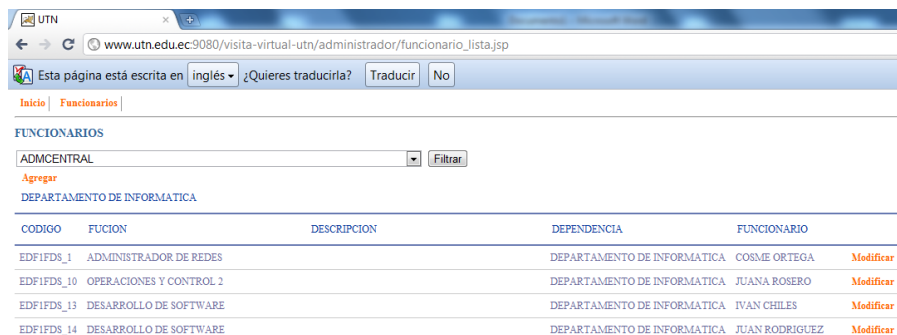 UTN
www.utn.edu.ec:9080/visita-virtual-utn/administrador/funcionario_lista.jsp
Esta página está escrita en inglés ¿Quieres traducirla? Traducir No
Inicio Funcionarios
FUNCIONARIOS
ADMCENTRAL Filtrar
Agregar
DEPARTAMENTO DE INFORMATICA
CODIGO FUCION DESCRIPCION DEPENDENCIA FUNCIONARIO
EDF1FDS_1 ADMINISTRADOR DE REDES DEPARTAMENTO DE INFORMATICA COSME ORTEGA Modificar
EDF1FDS_10 OPERACIONES Y CONTROL 2 DEPARTAMENTO DE INFORMATICA JUANA ROSERO Modificar
EDF1FDS_13 DESARROLLO DE SOFTWARE DEPARTAMENTO DE INFORMATICA IVAN CHILES Modificar
EDF1FDS_14 DESARROLLO DE SOFTWARE DEPARTAMENTO DE INFORMATICA JUAN RODRIGUEZ Modificar